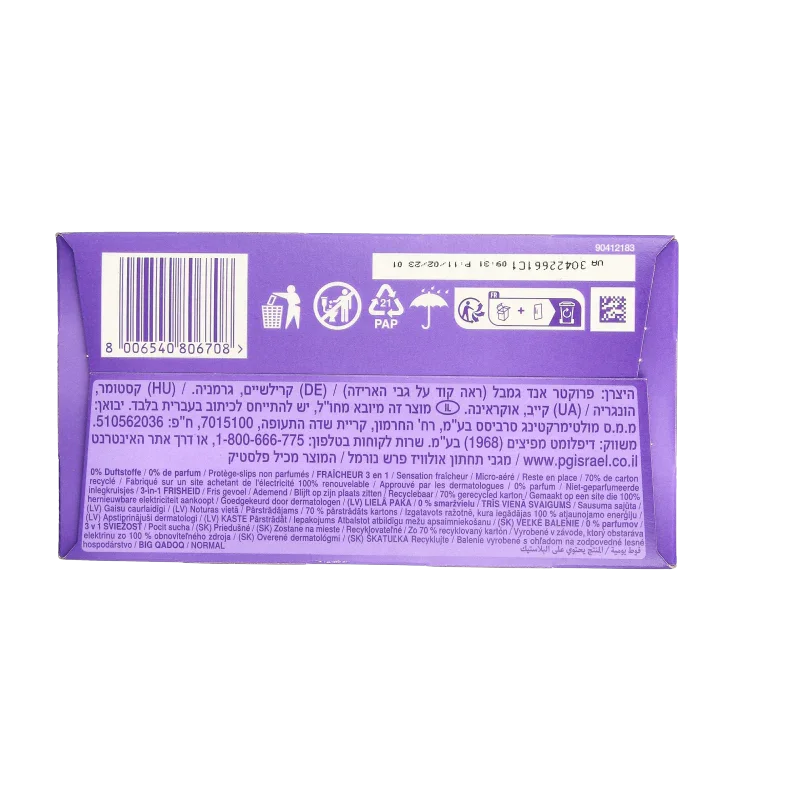 90412183
UA 30422661C1 09:31 P:11/02/23 01
8 006540 806708 >
21
PAP
FR
+
היצרן: פרוקטר אנד גמבל (ראה קוד על גבי האריזה) / (DE) קרילשיים, גרמניה. / (HU) קסטומר,
הונגריה / (UA) קייב, אוקראינה. (IL) מוצר זה מיובא מחו"ל, יש להתייחס לכיתוב בעברית בלבד. יבואן:
מ.מ.ס מולטימרקטינג סרביסס בע"מ, רח' החרמון, קריית שדה התעופה, 7015100, ח"פ: 510562036.
משווק: דיפלומט מפיצים (1968) בע"מ. שרות לקוחות בטלפון: 1-800-666-775, או דרך אתר האינטרנט
www.pgisrael.co.il / מגני תחתון אולוויז פרש נורמל / המוצר מכיל פלסטיק
0% Duftstoffe / 0% de parfum / Protège-slips non parfumés / FRAÎCHEUR 3 en 1 / Sensation fraîcheur / Micro-aéré / Reste en place / 70% de carton
recyclé / Fabriqué sur un site achetant de l'électricité 100% renouvelable / Approuvé par les dermatologues / 0% parfum / Niet-geparfumeerde
inlegkruisjes / 3-in-1 FRISHEID / Fris gevoel / Ademend / Blijft op zijn plaats zitten / Recyclebaar / 70% gerecycled karton / Gemaakt op een site die 100%
hernieuwbare elektriciteit aankoopt / Goedgekeurd door dermatologen / (LV) LIELĀ PAKA / 0 % smaržvielu / TRĪS VIENĀ SVAIGUMS / Sausuma sajūta /
(LV) Gaisu caurlaidīgi / (LV) Noturas vietā / Pārstrādājams / 70 % pārstrādāts kartons / Izgatavots ražotnē, kura iegādājas 100 % atjaunojamo enerģiju /
(LV) Apstiprinājuši dermatologi / (LV) KASTE Pārstrādāt / Iepakojums Atbalstot atbildīgu mežu apsaimniekošanu / (SK) VEĽKÉ BALENIE / 0 % parfumov /
3 v 1 SVIEŽOSŤ / Pocit sucha / (SK) Priedušné / (SK) Zostane na mieste / Recyklovateľné / Zo 70 % recyklovaný kartón / Vyrobené v závode, ktorý obstaráva
elektrinu zo 100 % obnoviteľného zdroja / (SK) Overené dermatológmi / (SK) ŠKATUĽKA Recyklujte / Balenie vyrobené s ohľadom na zodpovedné lesné
hospodárstvo / BIG QADOQ / NORMAL
فوط يومية / المنتج يحتوي على البلاستيك